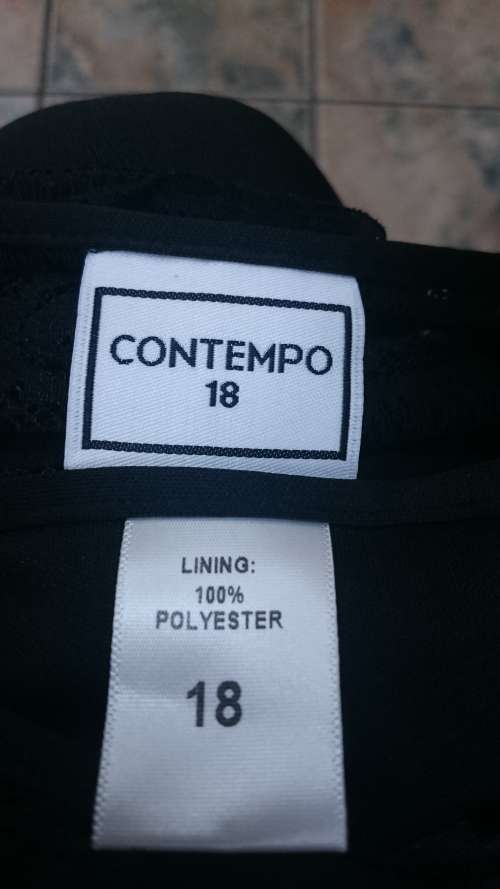 CONTEMPO
18
LINING:
100%
POLYESTER
18